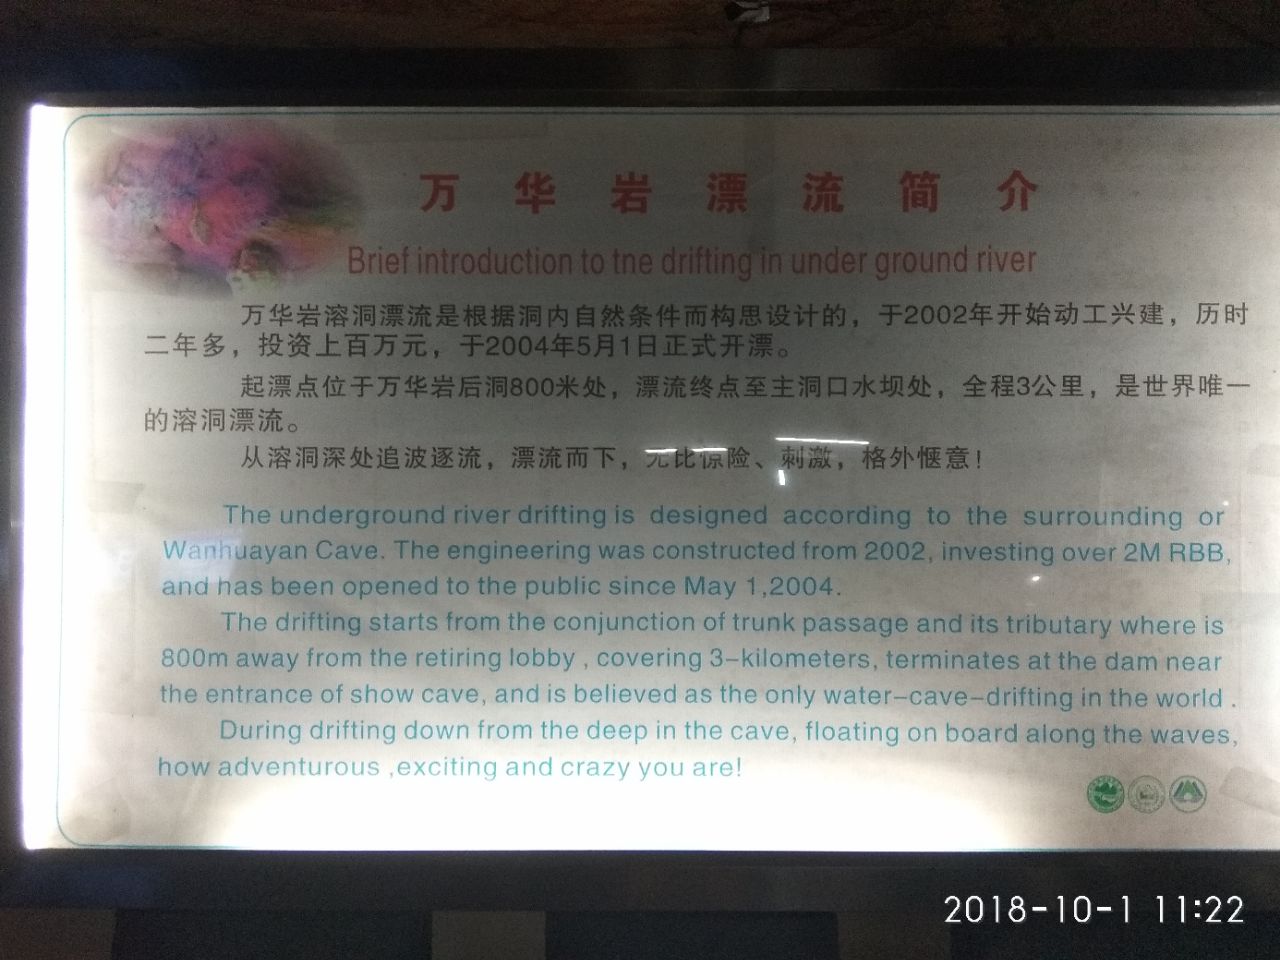 万华岩漂流简介
Brief introduction to tne drifting in under ground river
万华岩溶洞漂流是根据洞内自然条件而构思设计的，于2002年开始动工兴建，历时
二年多，投资上百万元，于2004年5月1日正式开漂。
起漂点位于万华岩后洞800米处，漂流终点至主洞口水坝处，全程3公里，是世界唯一
的溶洞漂流。
从溶洞深处追波逐流，漂流而下，无比惊险、刺激，格外惬意！
The underground river drifting is designed according to the surrounding or
Wanhuayan Cave. The engineering was constructed from 2002, investing over 2M RBB,
and has been opened to the public since May 1,2004.
The drifting starts from the conjunction of trunk passage and its tributary where is
800m away from the retiring lobby , covering 3-kilometers, terminates at the dam near
the entrance of show cave, and is believed as the only water-cave-drifting in the world .
During drifting down from the deep in the cave, floating on board along the waves,
how adventurous ,exciting and crazy you are!
2018-10-1 11:22